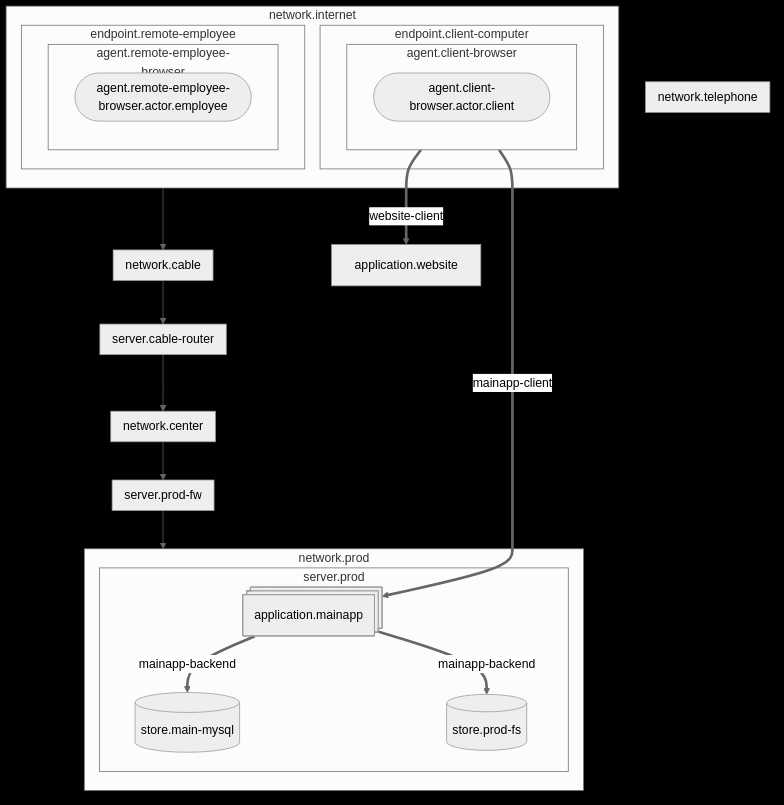 network.internet
endpoint.remote-employee
agent.remote-employee-
browser
agent.remote-employee-
browser.actor.employee
endpoint.client-computer
agent.client-browser
agent.client-
browser.actor.client
network.telephone
website-client
network.cable
application.website
server.cable-router
mainapp-client
network.center
server.prod-fw
network.prod
server.prod
application.mainapp
mainapp-backend
mainapp-backend
store.main-mysql
store.prod-fs